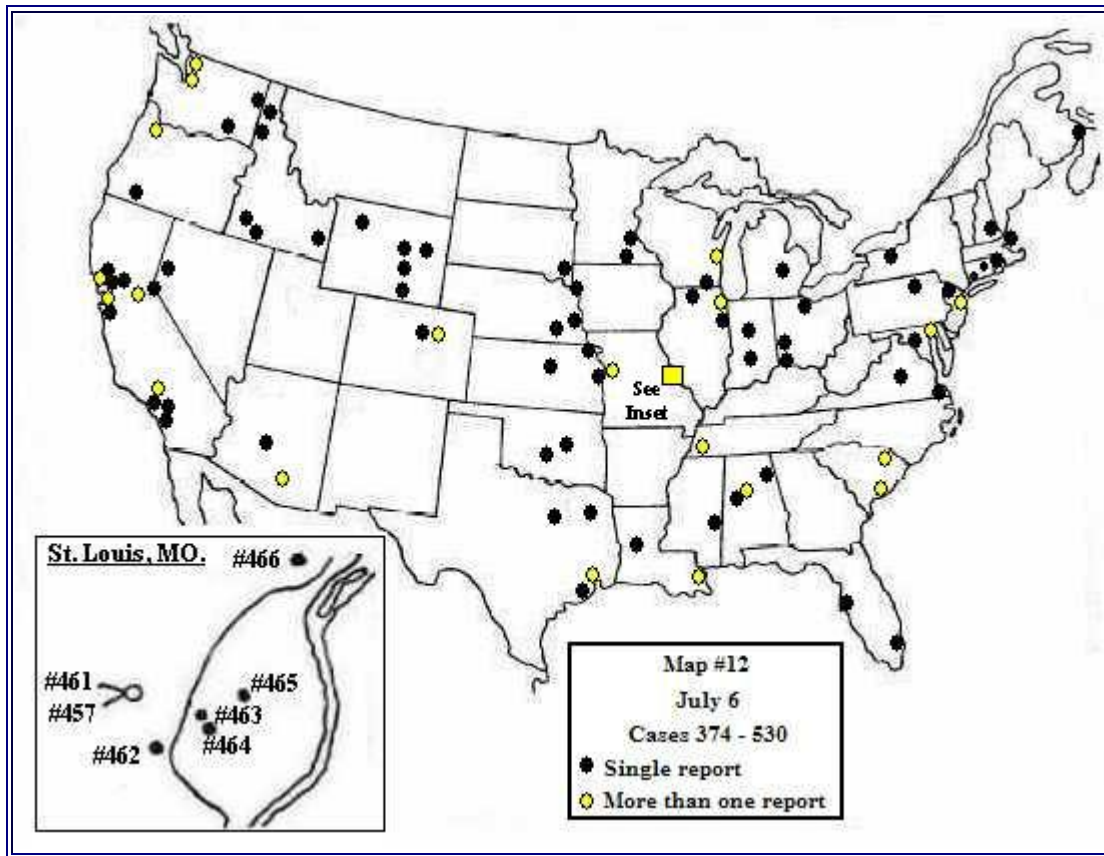 See
Inset
St. Louis, MO.
#466
#461
#457
#465
#463
#464
#462
Map #12
July 6
Cases 374 - 530
Single report
More than one report